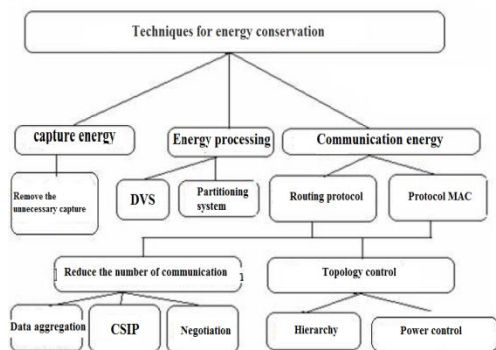 Techniques for energy conservation
capture energy
Energy processing
Communication energy
Remove the
unnecessary capture
DVS
Partitioning
system
Routing protocol
Protocol MAC
Reduce the number of communication
Topology control
Data aggregation
CSIP
Negotiation
Hierarchy
Power control